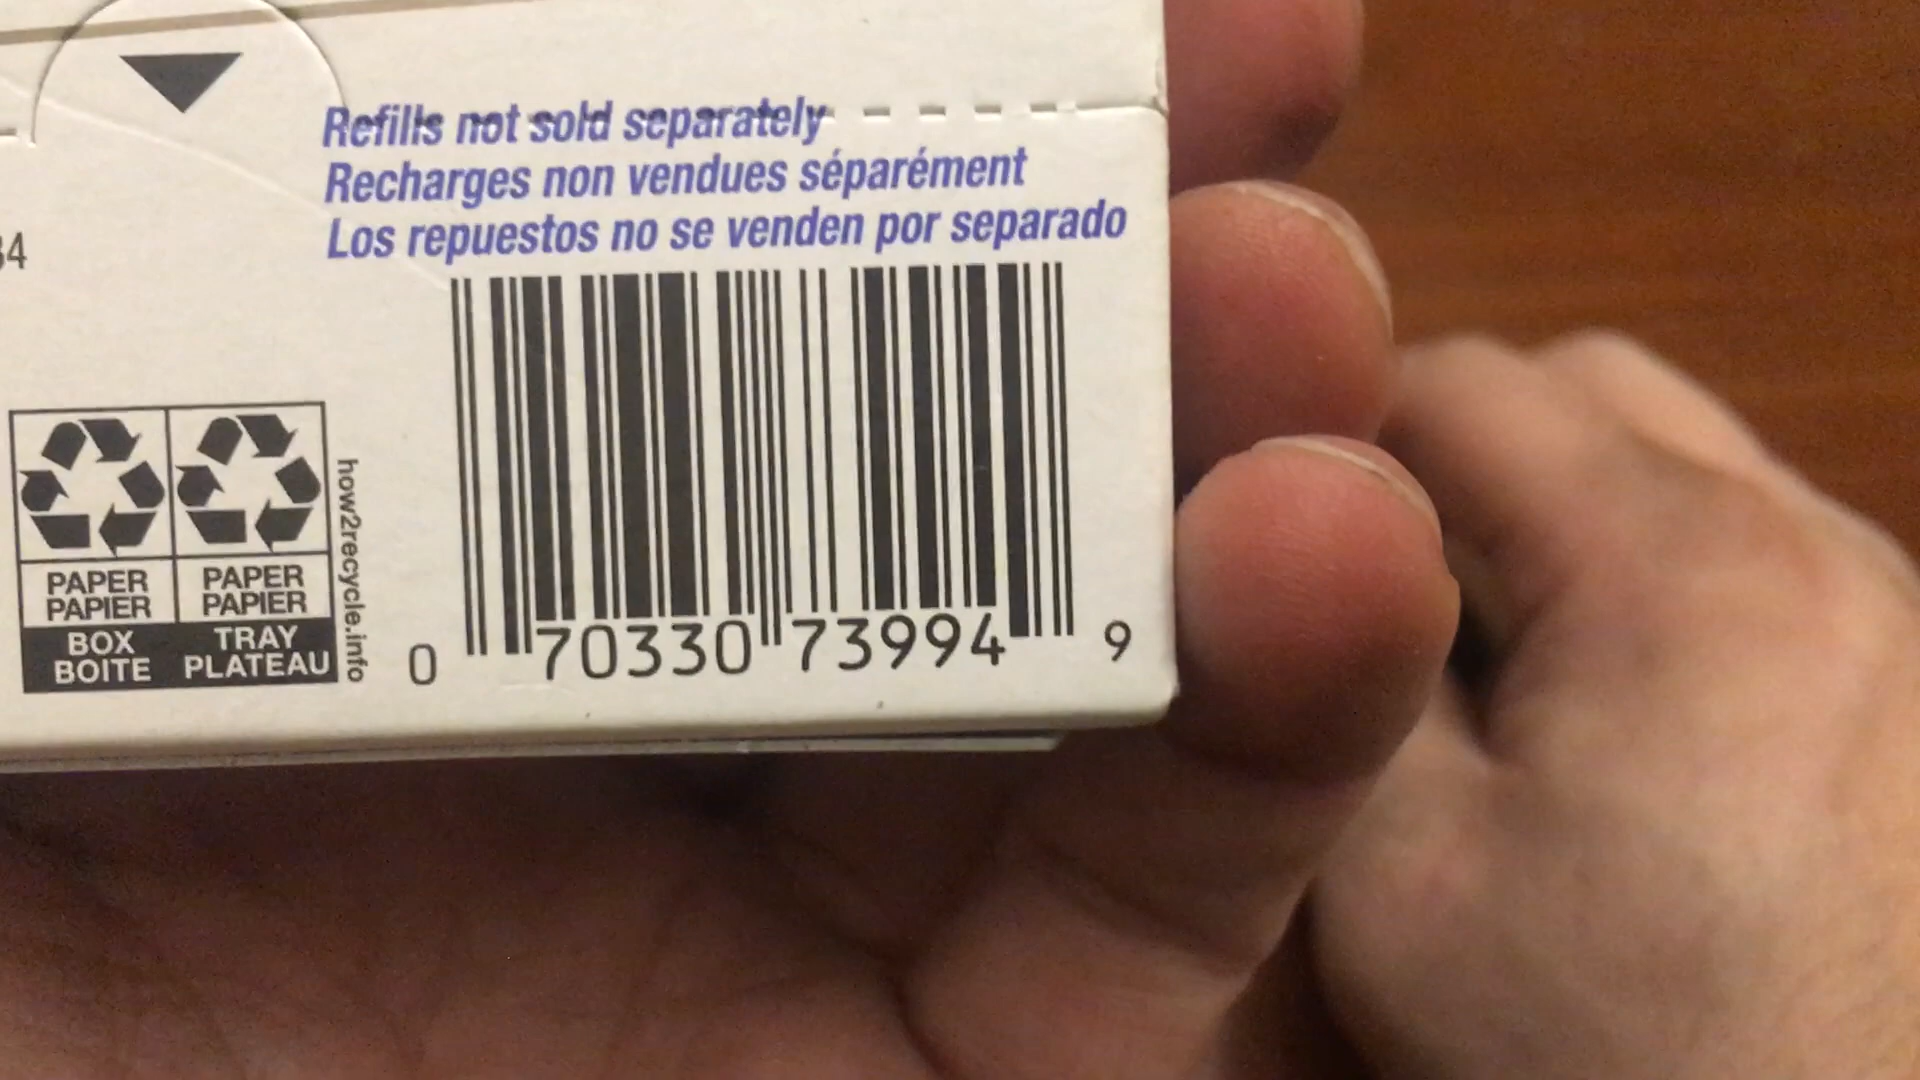 Refills not sold separately
Recharges non vendues séparément
Los repuestos no se venden por separado
34
PAPER PAPER
PAPIER PAPIER
BOX TRAY
BOITE PLATEAU
how2recycle.info
0 70330 73994 9